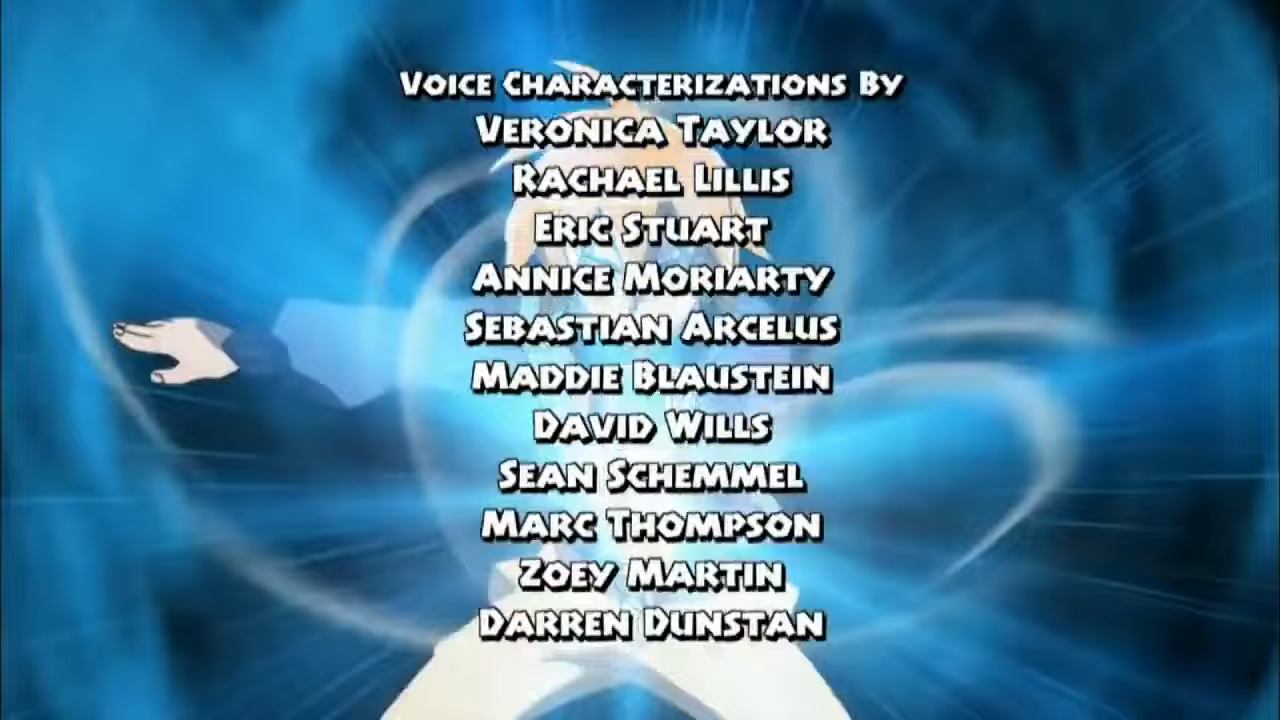 Voice Characterizations By
Veronica Taylor
Rachael Lillis
Eric Stuart
Annice Moriarty
Sebastian Arcelus
Maddie Blaustein
David Wills
Sean Schemmel
Marc Thompson
Zoey Martin
Darren Dunstan